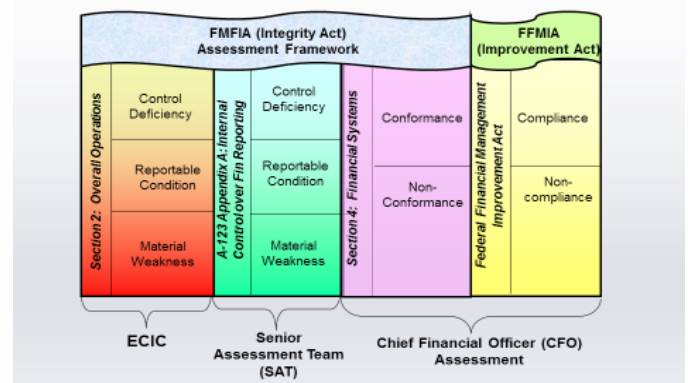 FMFIA (Integrity Act)
Assessment Framework
FFMIA
(Improvement Act)
Section 2: Overall Operations
Control
Deficiency
Reportable
Condition
Material
Weakness
A-123 Appendix A: Internal
Control over Fin Reporting
Control
Deficiency
Reportable
Condition
Material
Weakness
Section 4: Financial Systems
Conformance
Non-
Conformance
Federal Financial Management
Improvement Act
Compliance
Non-
compliance
ECIC
Senior
Assessment Team
(SAT)
Chief Financial Officer (CFO)
Assessment